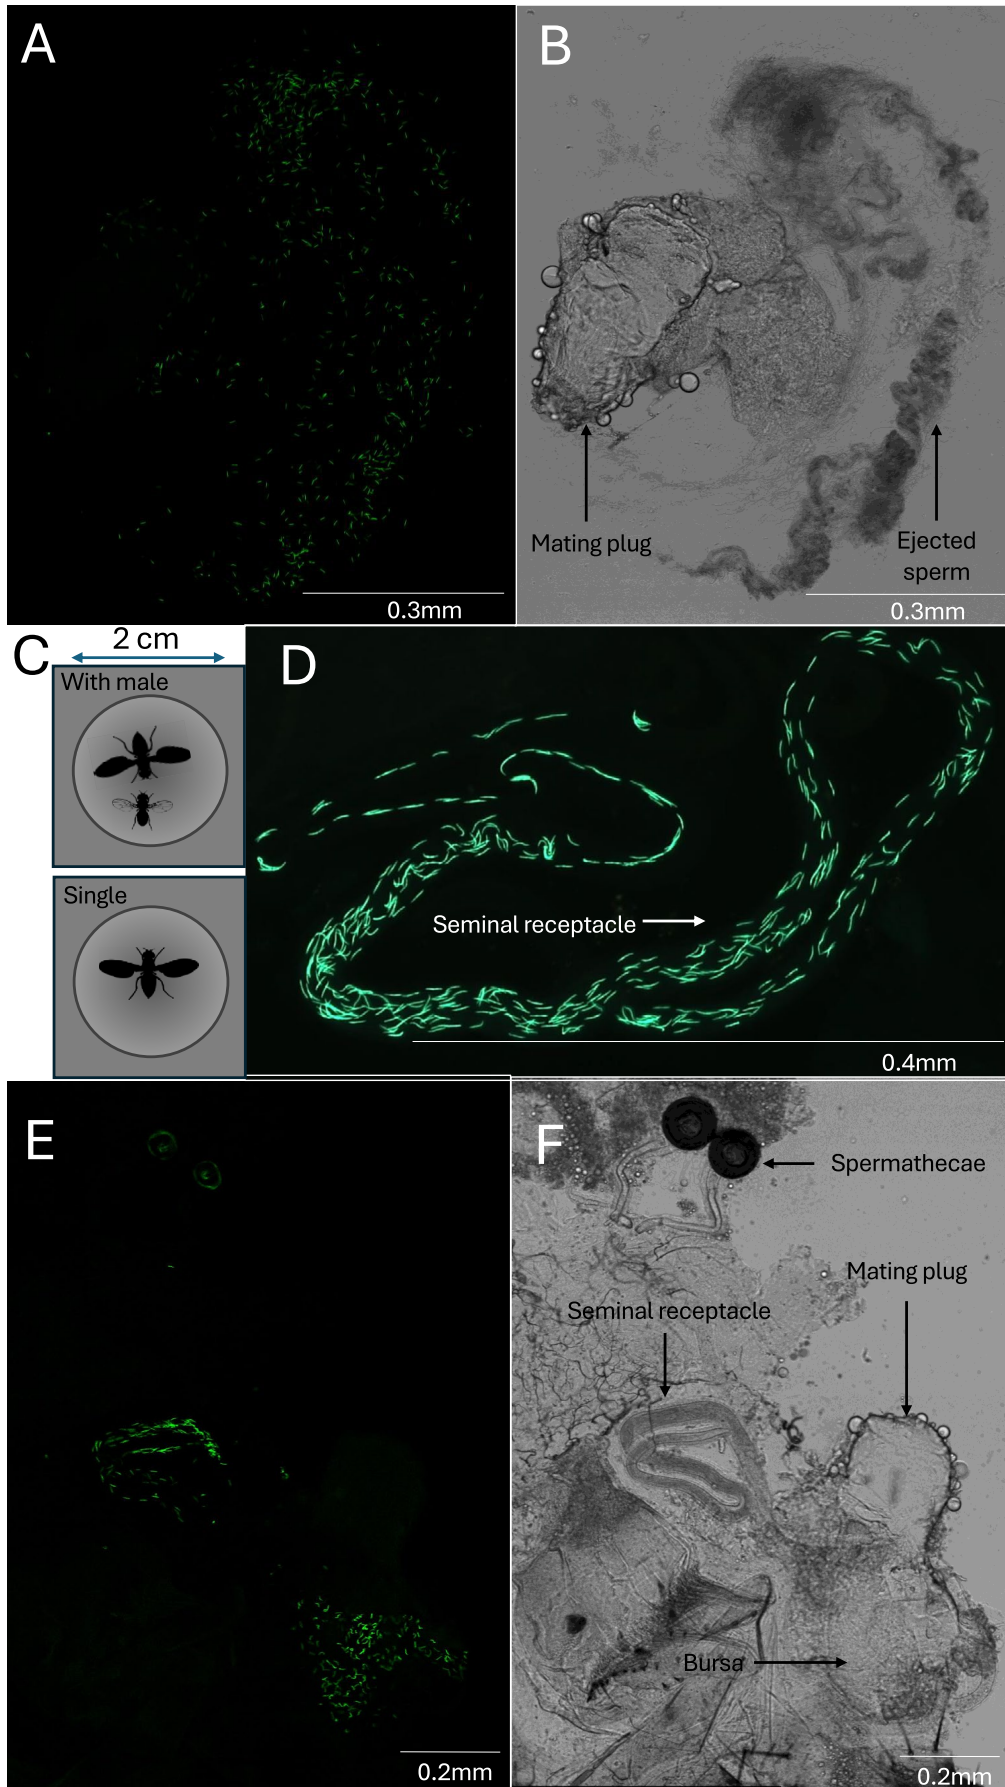 A
B
Mating plug
Ejected
sperm
0.3mm
0.3mm
C
2 cm
With male
Single
D
Seminal receptacle
0.4mm
E
F
Spermathecae
Mating plug
Seminal receptacle
Bursa
0.2mm
0.2mm